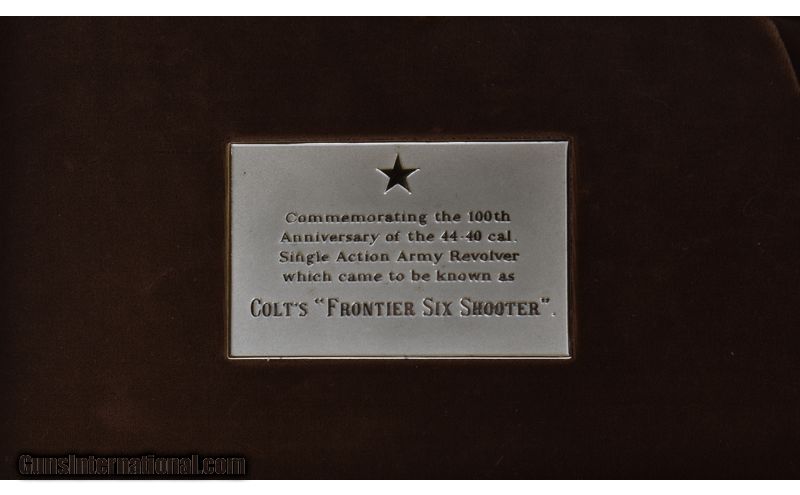 Commemorating the 100th
Anniversary of the 44-40 cal.
Single Action Army Revolver
which came to be known as
COLT'S "FRONTIER SIX SHOOTER".
GunsInternational.com